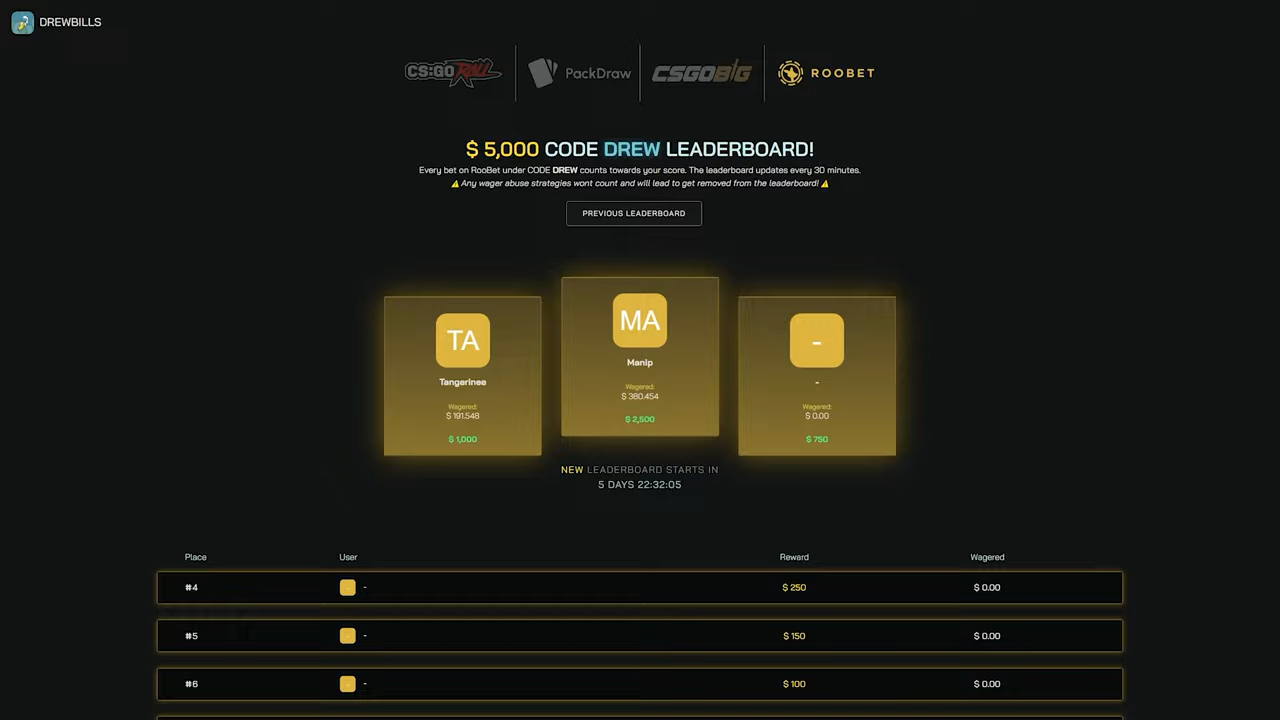 DREWBILLS
CS:GO ROLL
PackDraw
CSGOBIG
ROOBET
$ 5,000 CODE DREW LEADERBOARD!
Every bet on RooBet under CODE DREW counts towards your score. The leaderboard updates every 30 minutes.
Any wager abuse strategies wont count and will lead to get removed from the leaderboard!
PREVIOUS LEADERBOARD
TA
Tangerinee
Wagered:
$ 191.548
$ 1,000
MA
Manip
Wagered:
$ 380.454
$ 2,500
-
-
Wagered:
$ 0.00
$ 750
NEW LEADERBOARD STARTS IN
5 DAYS 22:32:05
Place User Reward Wagered
#4 - $ 250 $ 0.00
#5 - $ 150 $ 0.00
#6 - $ 100 $ 0.00